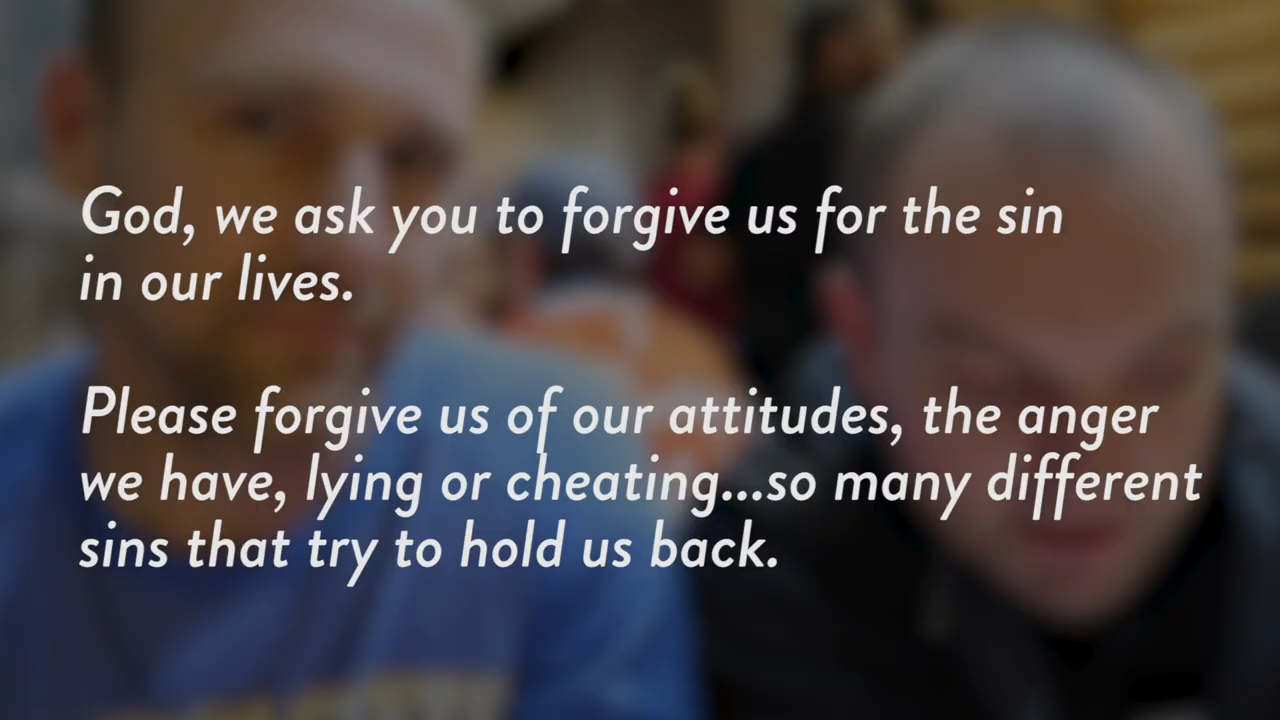 God, we ask you to forgive us for the sin
in our lives.
Please forgive us of our attitudes, the anger
we have, lying or cheating...so many different
sins that try to hold us back.